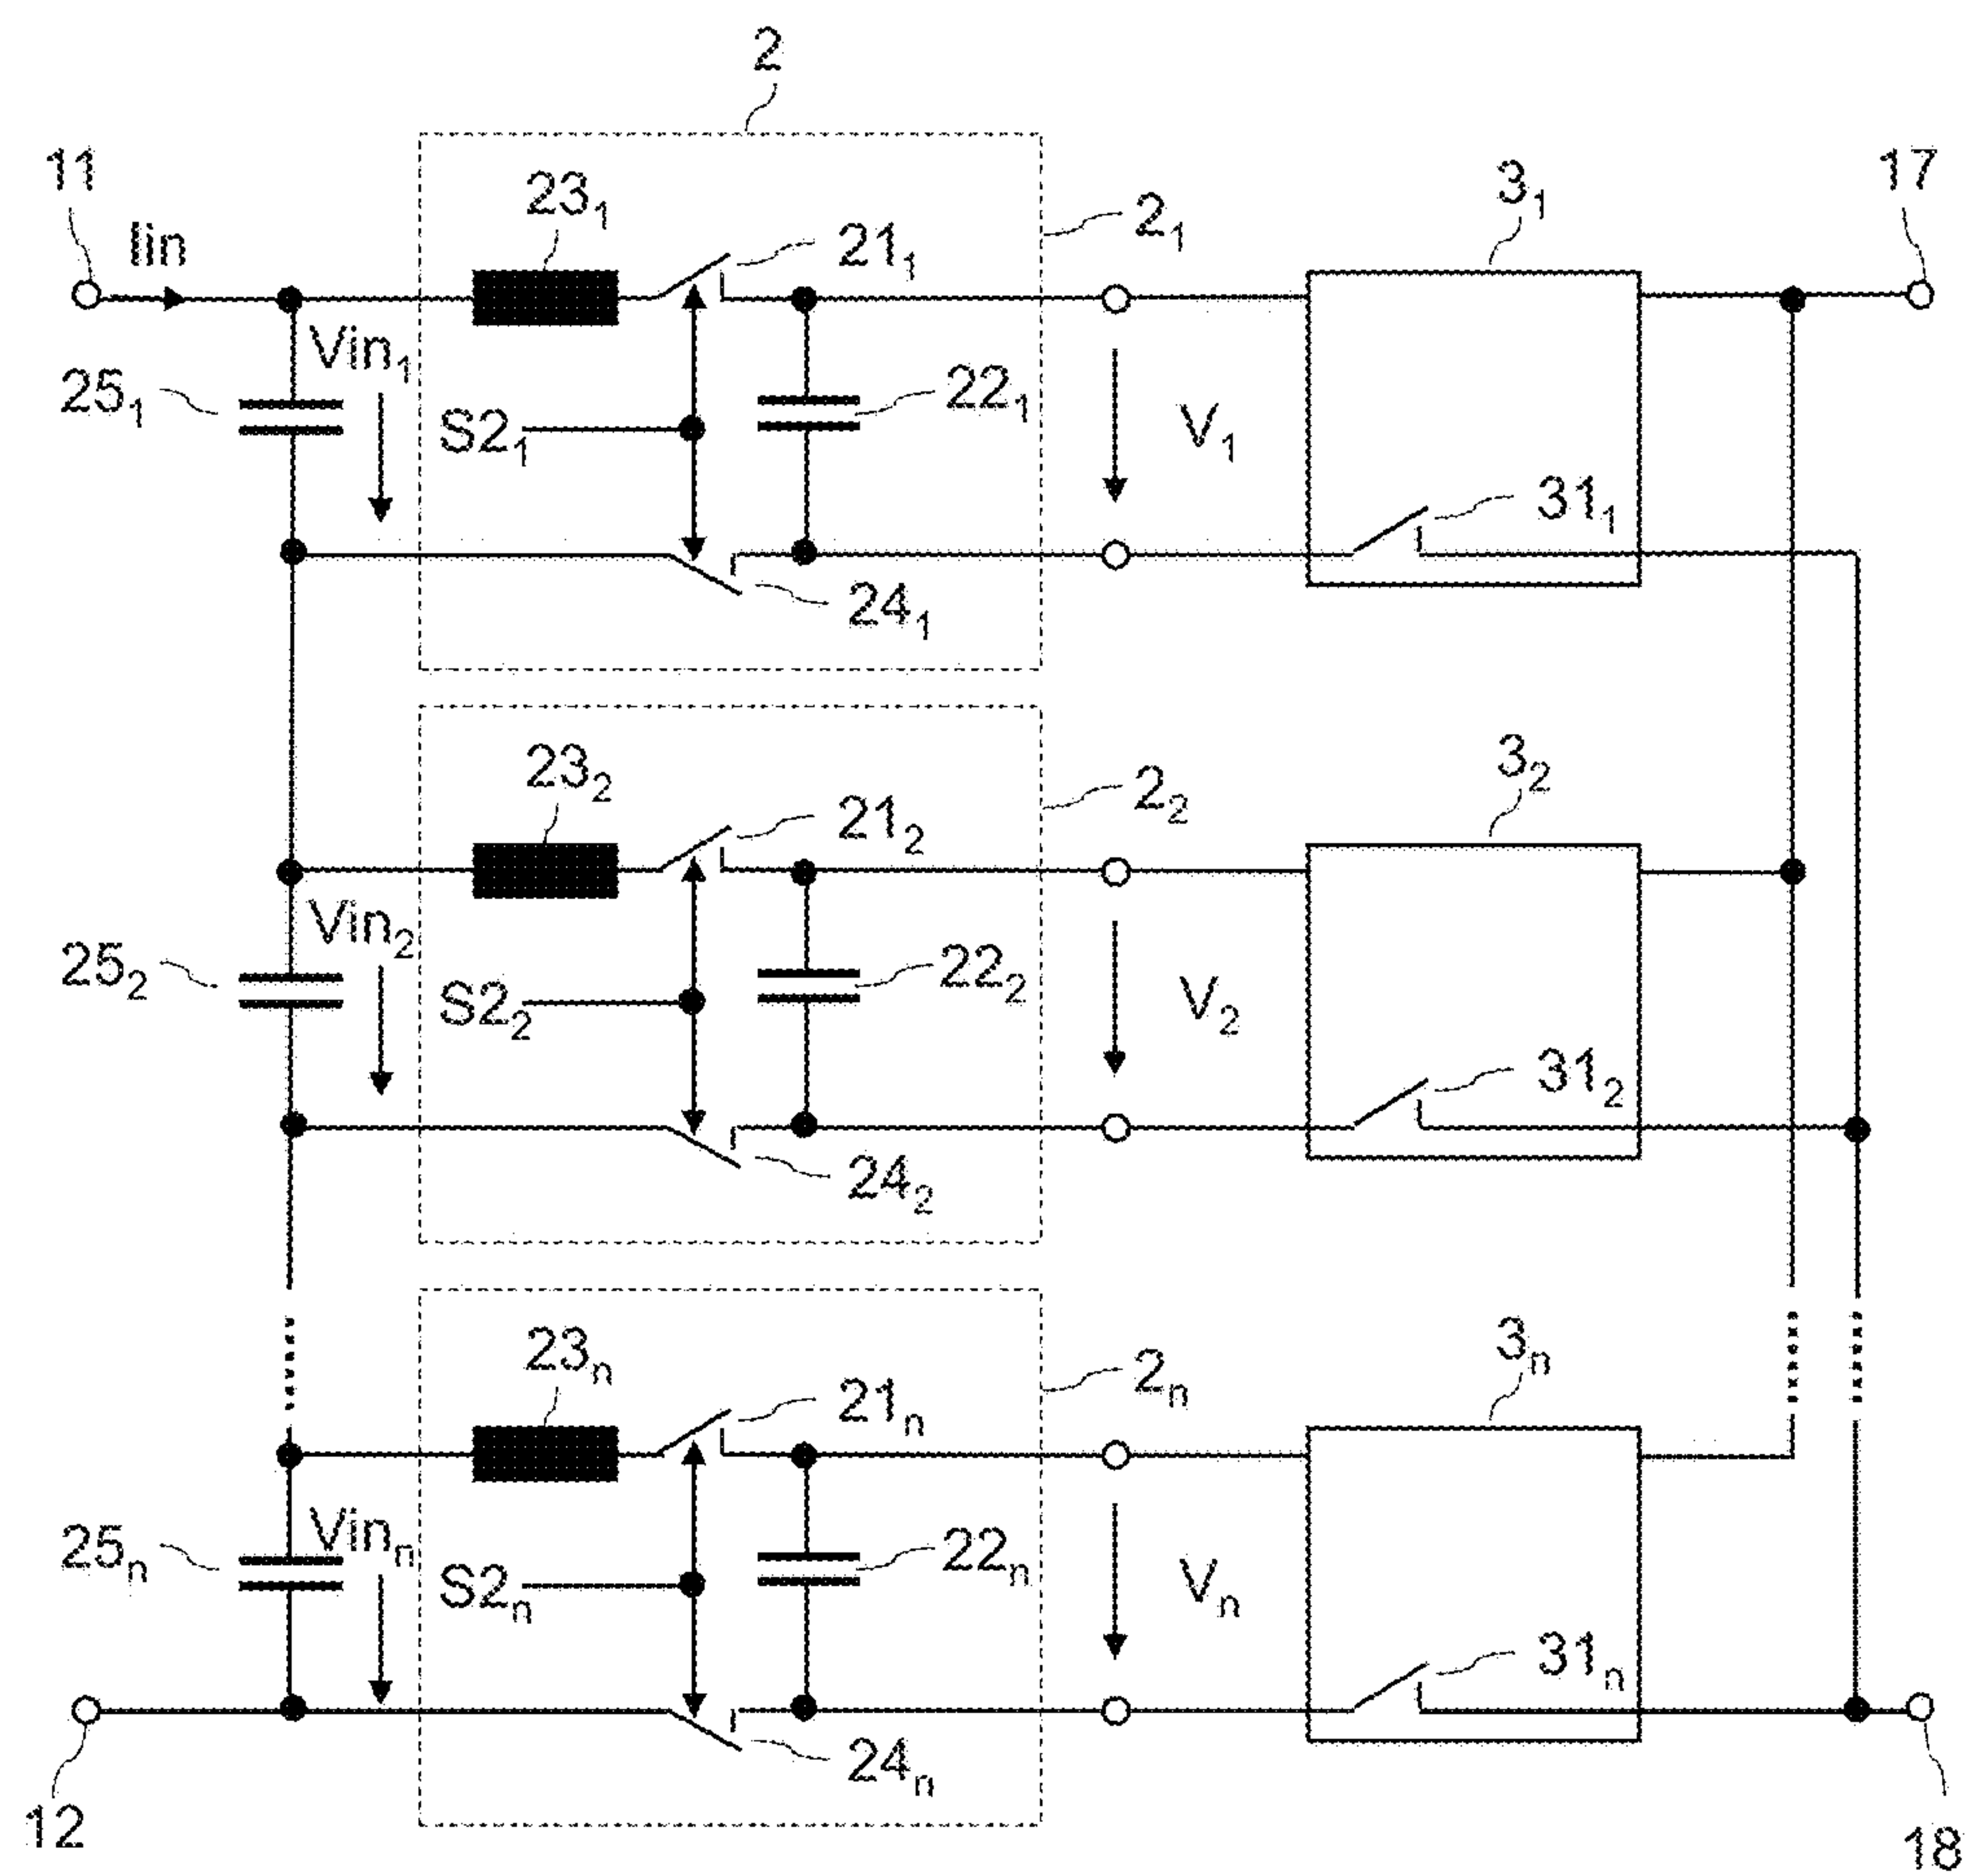 2
11
Iin
23₁
21₁
2₁
3₁
17
Vin₁
25₁
S2₁
22₁
V₁
31₁
24₁
23₂
21₂
2₂
3₂
Vin₂
25₂
S2₂
22₂
V₂
31₂
24₂
23ₙ
21ₙ
2ₙ
3ₙ
Vinₙ
25ₙ
S2ₙ
22ₙ
Vₙ
31ₙ
24ₙ
12
18